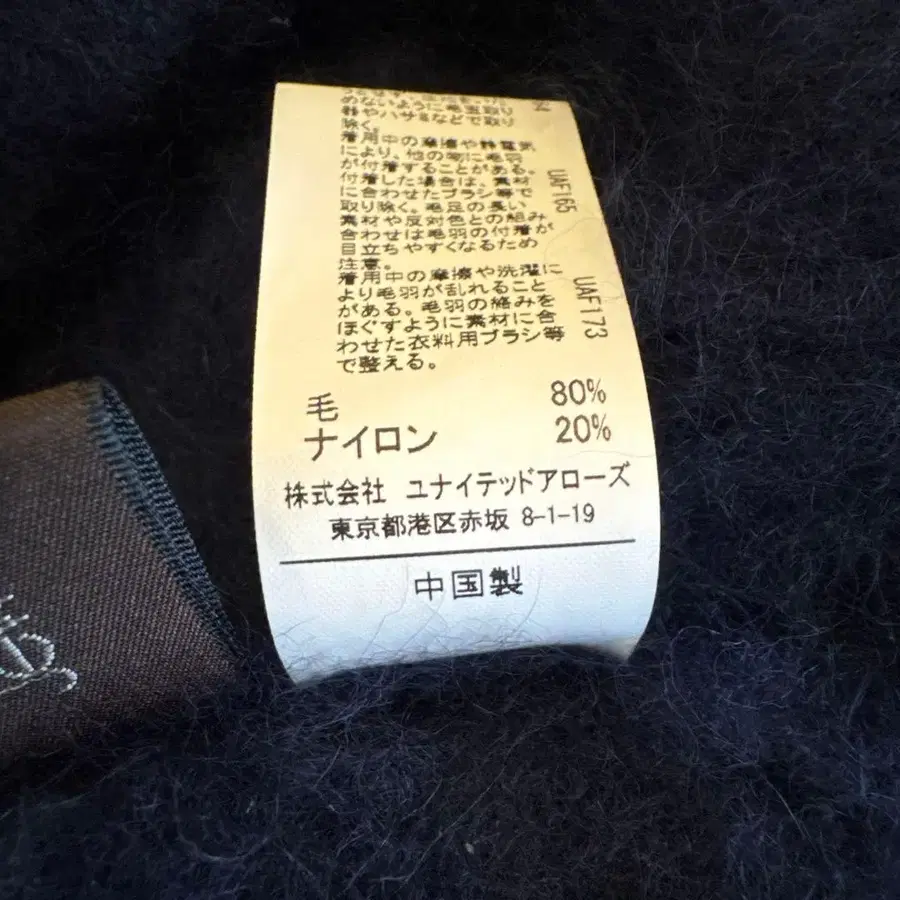 めないように毛玉取り
器やハサミなどで取り
除く。
着用中の摩擦や静電気
により、他の物に毛羽
が付着することがある。
付着した場合は、素材
に合わせたブラシ等で
取り除く。毛足の長い
素材や反対色との組み
合わせは毛羽の付着が
目立ちやすくなるため
注意。
着用中の摩擦や洗濯に
より毛羽が乱れること
がある。毛羽の絡みを
ほぐすように素材に合
わせた衣料用ブラシ等
で整える。
UAF165
UAF173
毛 80%
ナイロン 20%
株式会社 ユナイテッドアローズ
東京都港区赤坂 8-1-19
中国製